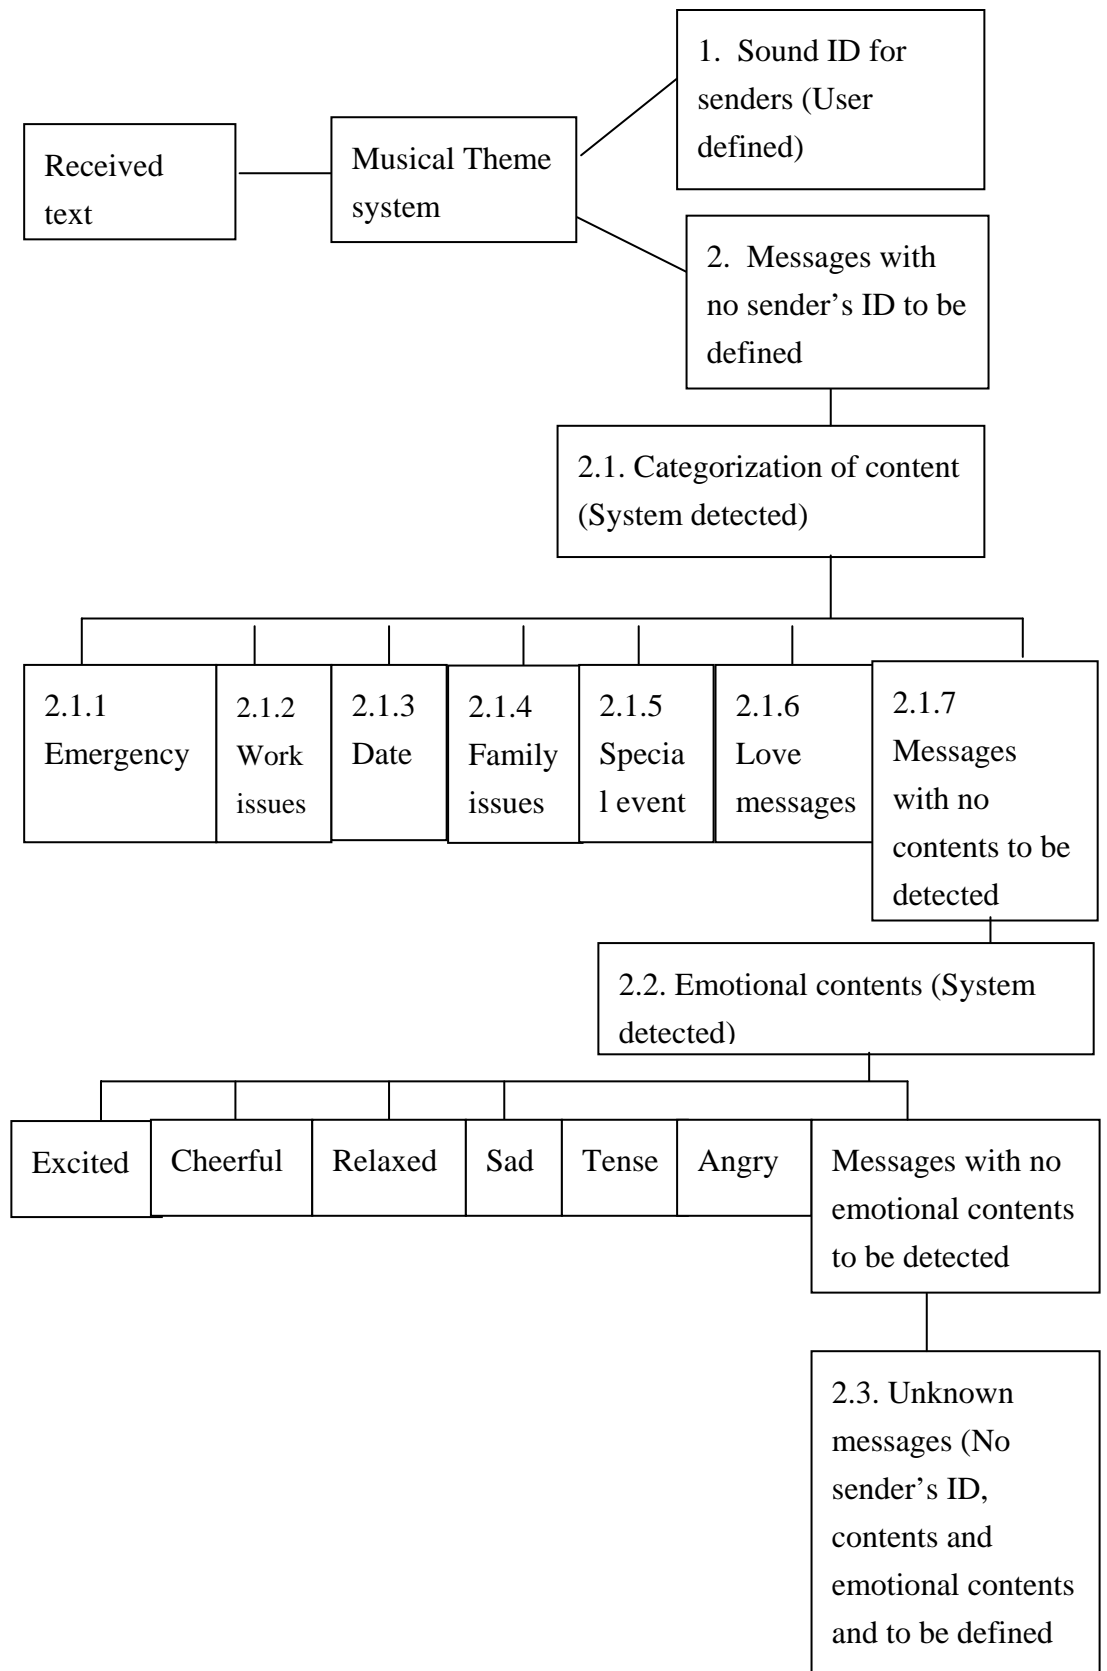 1.  Sound ID for
senders (User
defined)
Received
text
Musical Theme
system
2.  Messages with
no sender’s ID to be
defined
2.1. Categorization of content
(System detected)
2.1.1
Emergency
2.1.2
Work
issues
2.1.3
Date
2.1.4
Family
issues
2.1.5
Specia
l event
2.1.6
Love
messages
2.1.7
Messages
with no
contents to be
detected
2.2. Emotional contents (System
detected)
Excited
Cheerful
Relaxed
Sad
Tense
Angry
Messages with no
emotional contents
to be detected
2.3. Unknown
messages (No
sender’s ID,
contents and
emotional contents
and to be defined